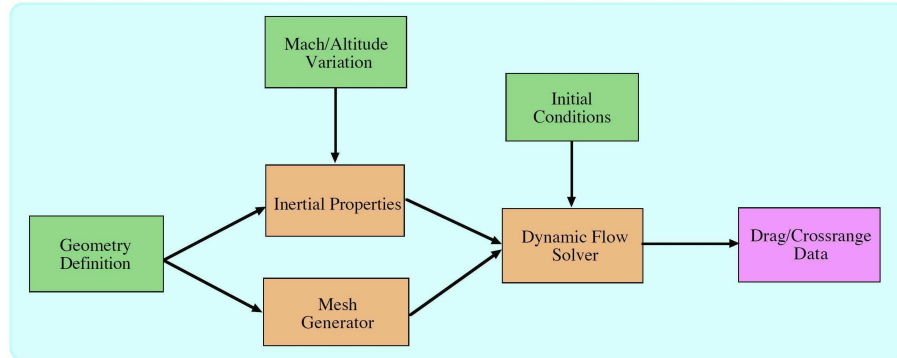 Mach/Altitude
Variation
Initial
Conditions
Inertial Properties
Geometry
Definition
Dynamic Flow
Solver
Drag/Crossrange
Data
Mesh
Generator